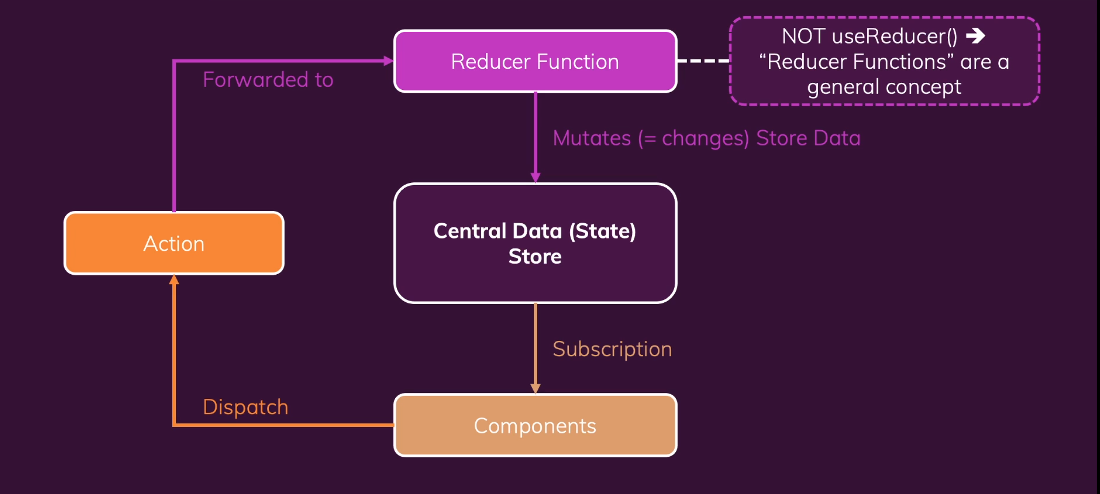 Reducer Function
NOT useReducer() ➔
“Reducer Functions” are a
general concept
Forwarded to
Mutates (= changes) Store Data
Action
Central Data (State)
Store
Subscription
Dispatch
Components